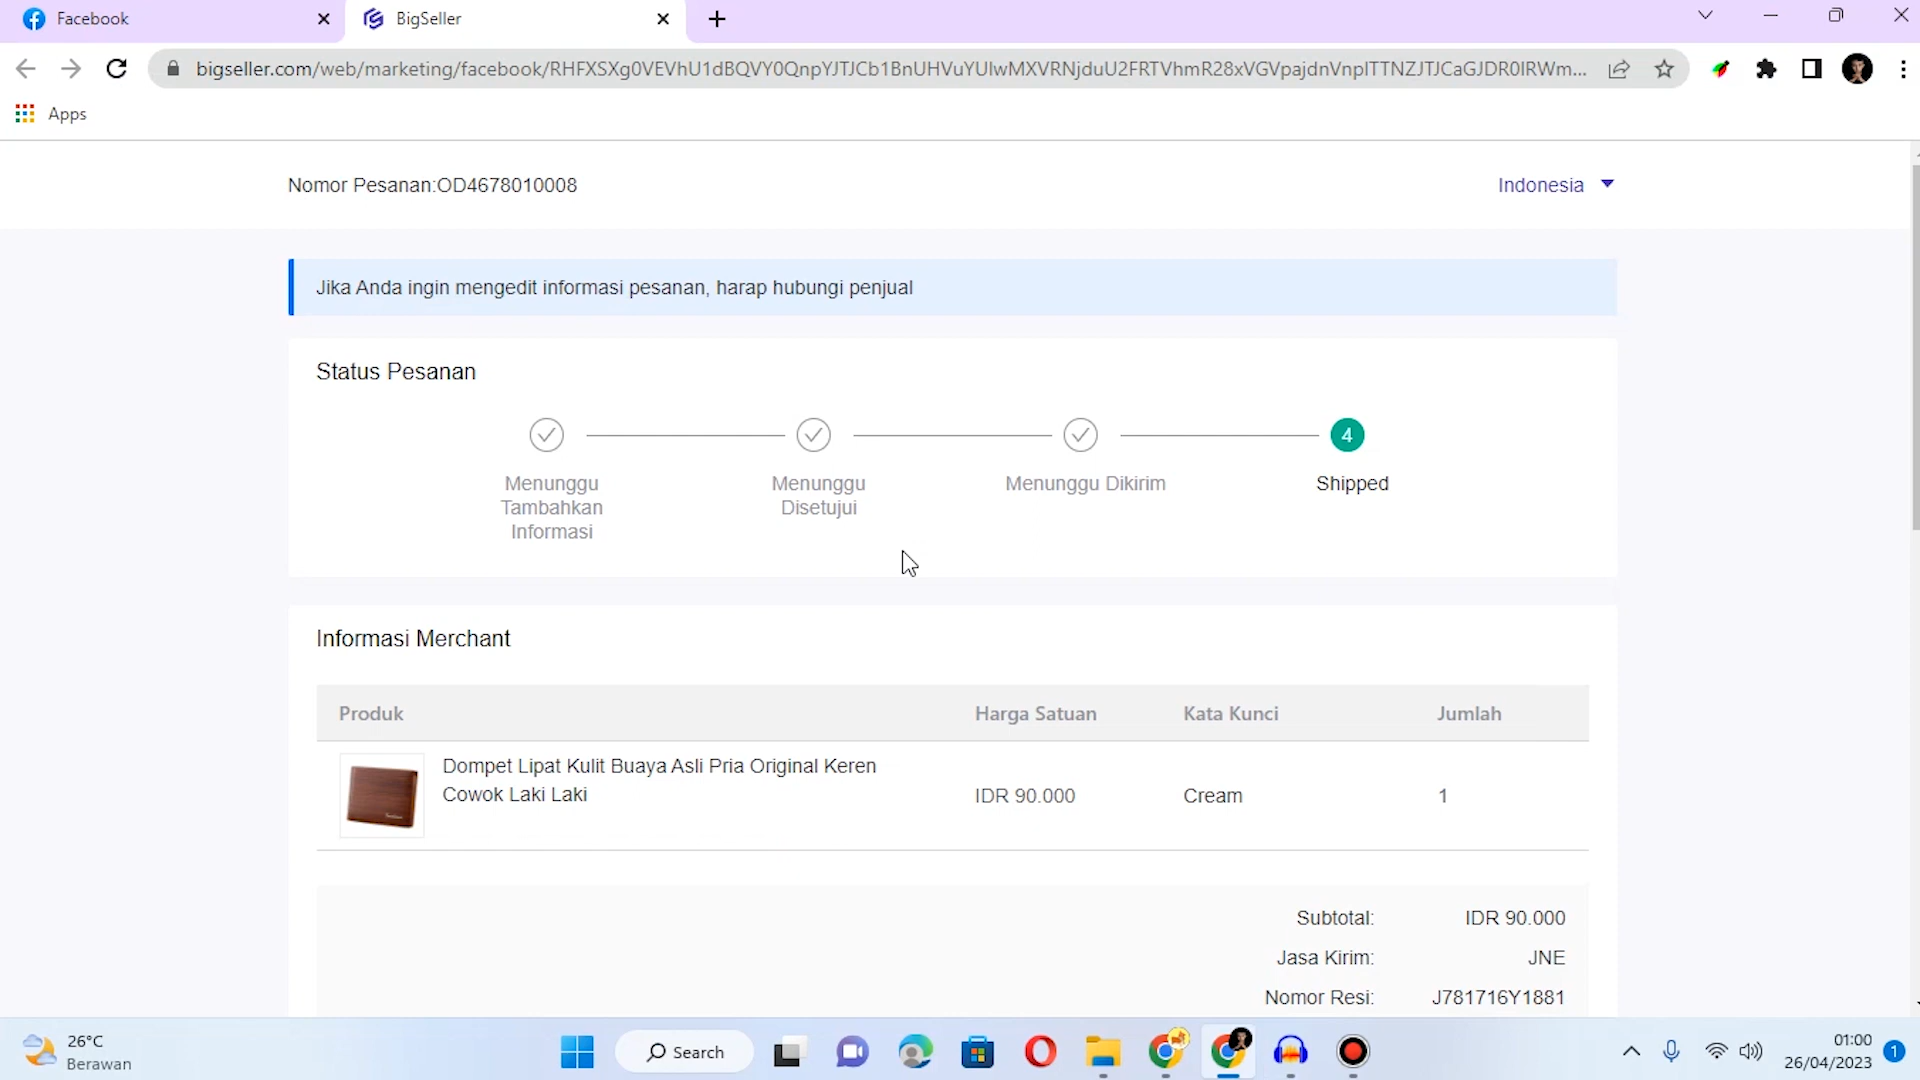 Facebook
BigSeller
bigseller.com/web/marketing/facebook/RHFXSXg0VEVhU1dBQVY0QnpYJTJCb1BnUHVuYUlwMXVRNjduU2FRTVhmR28xVGVpajdnVnplTTNZJTJCaGJDR0lRWm...
Apps
Nomor Pesanan:OD4678010008
Indonesia
Jika Anda ingin mengedit informasi pesanan, harap hubungi penjual
Status Pesanan
4
Menunggu
Tambahkan
Informasi
Menunggu
Disetujui
Menunggu Dikirim
Shipped
Informasi Merchant
Produk Harga Satuan Kata Kunci Jumlah
Dompet Lipat Kulit Buaya Asli Pria Original Keren
Cowok Laki Laki
IDR 90.000 Cream 1
Subtotal: IDR 90.000
Jasa Kirim: JNE
Nomor Resi: J781716Y1881
26°C
Berawan
Search
01:00
26/04/2023
1